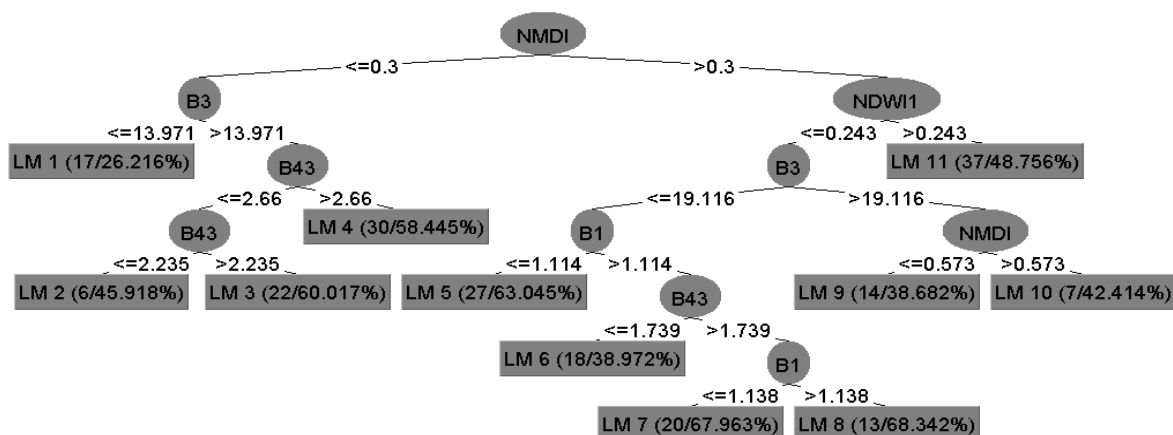 NMDI
<=0.3 >0.3
B3 NDWI1
<=13.971 >13.971 <=0.243 >0.243
LM 1 (17/26.216%) B43 B3 LM 11 (37/48.756%)
<=2.66 >2.66 <=19.116 >19.116
B43 LM 4 (30/58.445%) B1 NMDI
<=2.235 >2.235 <=1.114 >1.114 <=0.573 >0.573
LM 2 (6/45.918%) LM 3 (22/60.017%) LM 5 (27/63.045%) B43 LM 9 (14/38.682%) LM 10 (7/42.414%)
<=1.739 >1.739
LM 6 (18/38.972%) B1
<=1.138 >1.138
LM 7 (20/67.963%) LM 8 (13/68.342%)